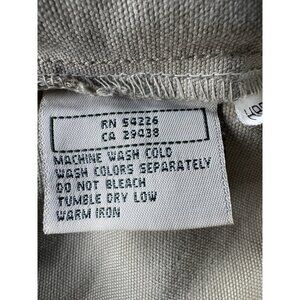 RN 54226
CA 29438
MACHINE WASH COLD
WASH COLORS SEPARATELY
DO NOT BLEACH
TUMBLE DRY LOW
WARM IRON